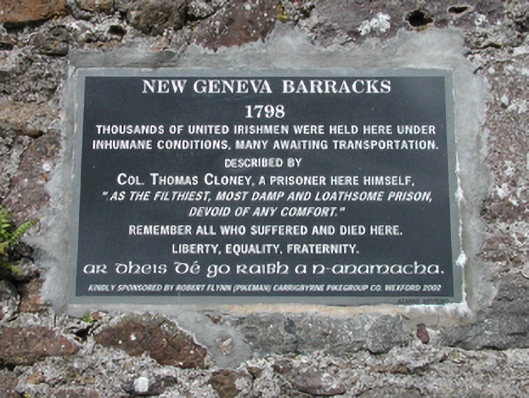 NEW GENEVA BARRACKS
1798
THOUSANDS OF UNITED IRISHMEN WERE HELD HERE UNDER
INHUMANE CONDITIONS, MANY AWAITING TRANSPORTATION.
DESCRIBED BY
COL. THOMAS CLONEY, A PRISONER HERE HIMSELF,
"AS THE FILTHIEST, MOST DAMP AND LOATHSOME PRISON,
DEVOID OF ANY COMFORT."
REMEMBER ALL WHO SUFFERED AND DIED HERE.
LIBERTY, EQUALITY, FRATERNITY.
ar dheis dé go raibh a n-anamacha.
KINDLY SPONSORED BY ROBERT FLYNN (PIKEMAN) CARRIGBYRNE PIKEGROUP CO. WEXFORD 2002